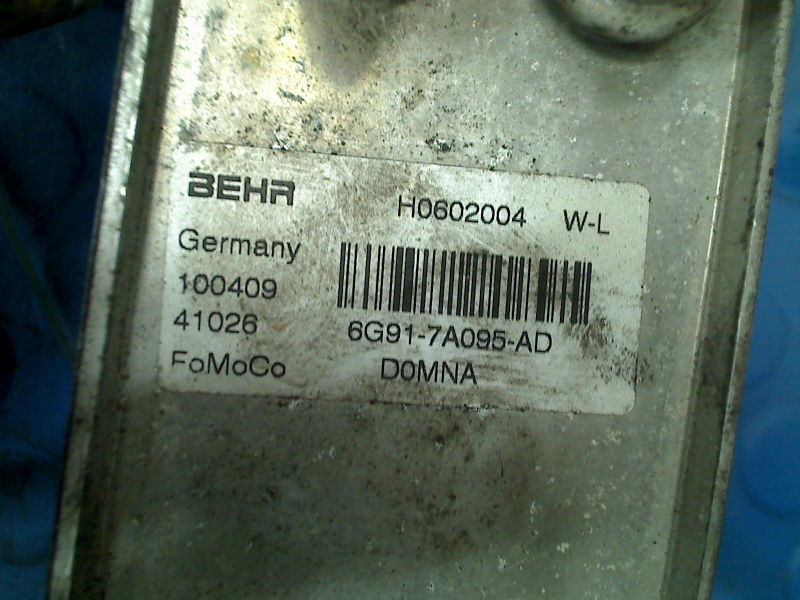 BEHR H0602004 W-L
Germany
100409
41026 6G91-7A095-AD
FoMoCo D0MNA